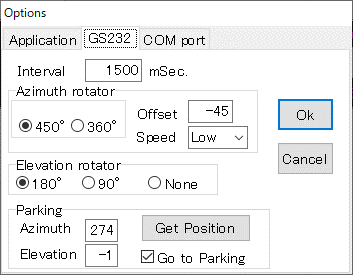 Options
Application GS232 COM port
Interval 1500 mSec.
Azimuth rotator
450° 360° Offset -45
Speed Low
Ok
Cancel
Elevation rotator
180° 90° None
Parking
Azimuth 274 Get Position
Elevation -1 Go to Parking